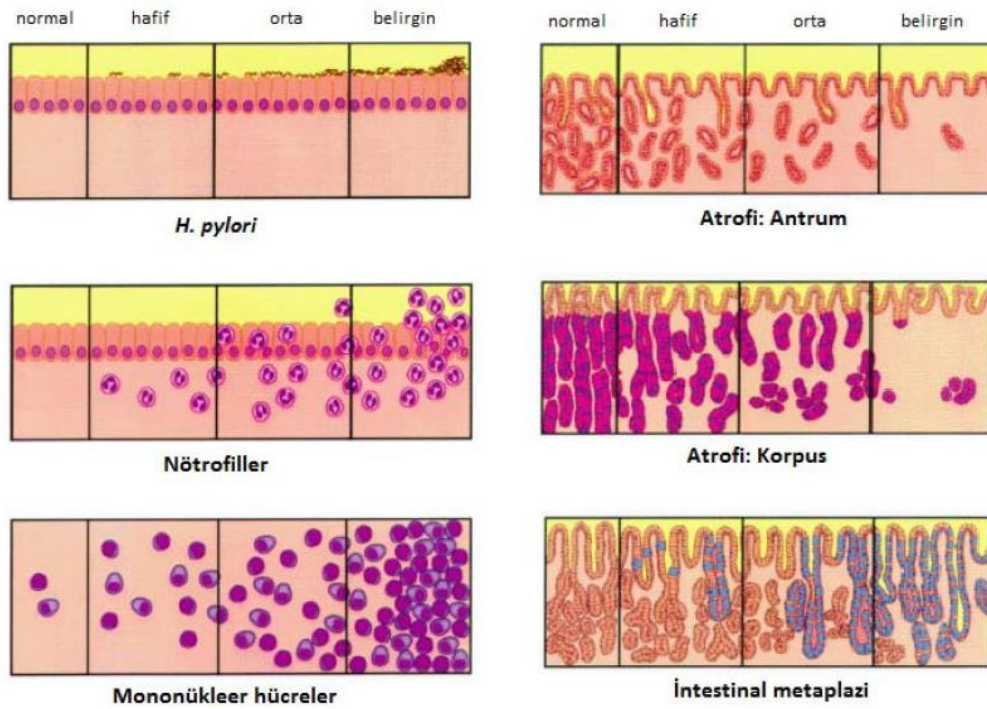 normal hafif orta belirgin
normal hafif orta belirgin
H. pylori
Atrofi: Antrum
Nötrofiller
Atrofi: Korpus
Mononükleer hücreler
İntestinal metaplazi